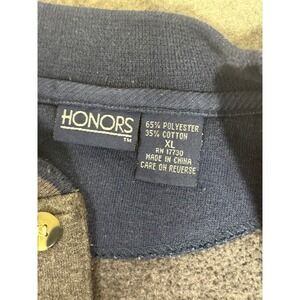 HONORS
TM
65% POLYESTER
35% COTTON
XL
RN 17730
MADE IN CHINA
CARE ON REVERSE